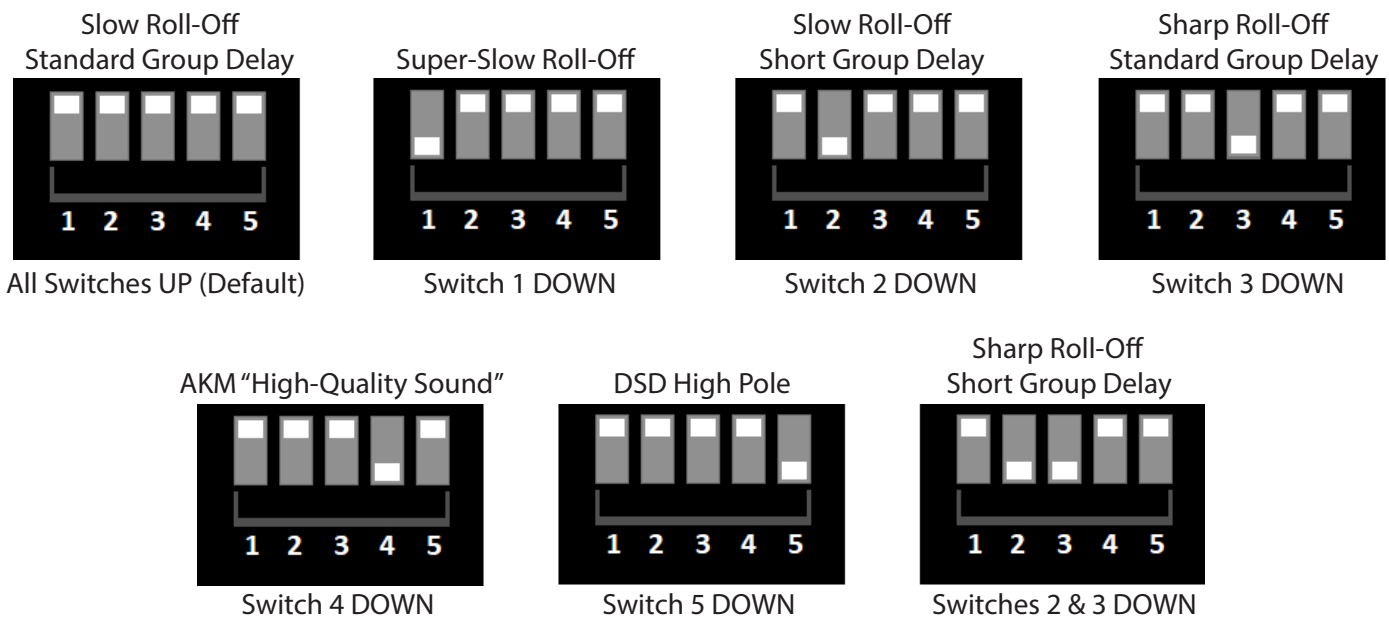 Slow Roll-Off
Standard Group Delay
1 2 3 4 5
All Switches UP (Default)
Super-Slow Roll-Off
1 2 3 4 5
Switch 1 DOWN
Slow Roll-Off
Short Group Delay
1 2 3 4 5
Switch 2 DOWN
Sharp Roll-Off
Standard Group Delay
1 2 3 4 5
Switch 3 DOWN
AKM “High-Quality Sound”
1 2 3 4 5
Switch 4 DOWN
DSD High Pole
1 2 3 4 5
Switch 5 DOWN
Sharp Roll-Off
Short Group Delay
1 2 3 4 5
Switches 2 & 3 DOWN